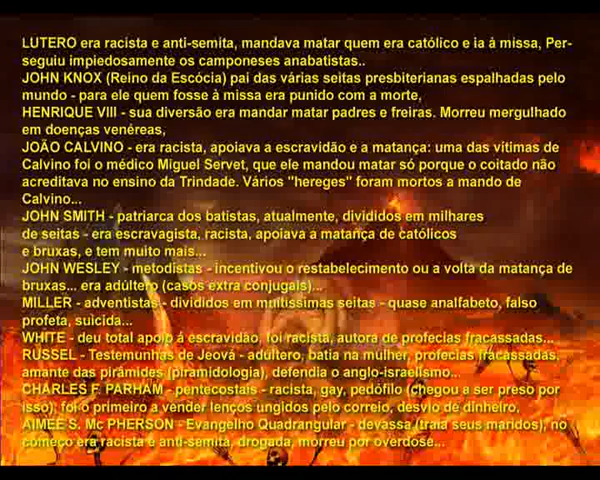 LUTERO era racista e anti-semita, mandava matar quem era católico e ia à missa, Per-
seguiu impiedosamente os camponeses anabatistas..
JOHN KNOX (Reino da Escócia) pai das várias seitas presbiterianas espalhadas pelo
mundo - para ele quem fosse à missa era punido com a morte,
HENRIQUE VIII - sua diversão era mandar matar padres e freiras. Morreu mergulhado
em doenças venéreas,
JOÃO CALVINO - era racista, apoiava a escravidão e a matança: uma das vitimas de
Calvino foi o médico Miguel Servet, que ele mandou matar só porque o coitado não
acreditava no ensino da Trindade. Vários "hereges" foram mortos a mando de
Calvino...
JOHN SMITH - patriarca dos batistas, atualmente, divididos em milhares
de seitas - era escravagista, racista, apoiava a matança de católicos
e bruxas, e tem muito mais...
JOHN WESLEY - metodistas - incentivou o restabelecimento ou a volta da matança de
bruxas... era adúltero (casos extra conjugais)...
MILLER - adventistas - divididos em multissimas seitas - quase analfabeto, falso
profeta, suicida...
WHITE - deu total apoio á escravidão, foi racista, autora de profecias fracassadas...
RUSSEL - Testemunhas de Jeová - adultero, batia na mulher, profecias fracassadas,
amante das pirámides (piramidologia), defendia o anglo-israelismo...
CHARLES F. PARHAM - pentecostais - racista, gay, pedófilo (chegou a ser preso por
isso), foi o primeiro a vender lenços ungidos pelo correio, desvio de dinheiro,
AIMEE S. Mc PHERSON - Evangelho Quadrangular - devassa (traia seus maridos), no
começo era racista e anti-semita, drogada, morreu por overdose...